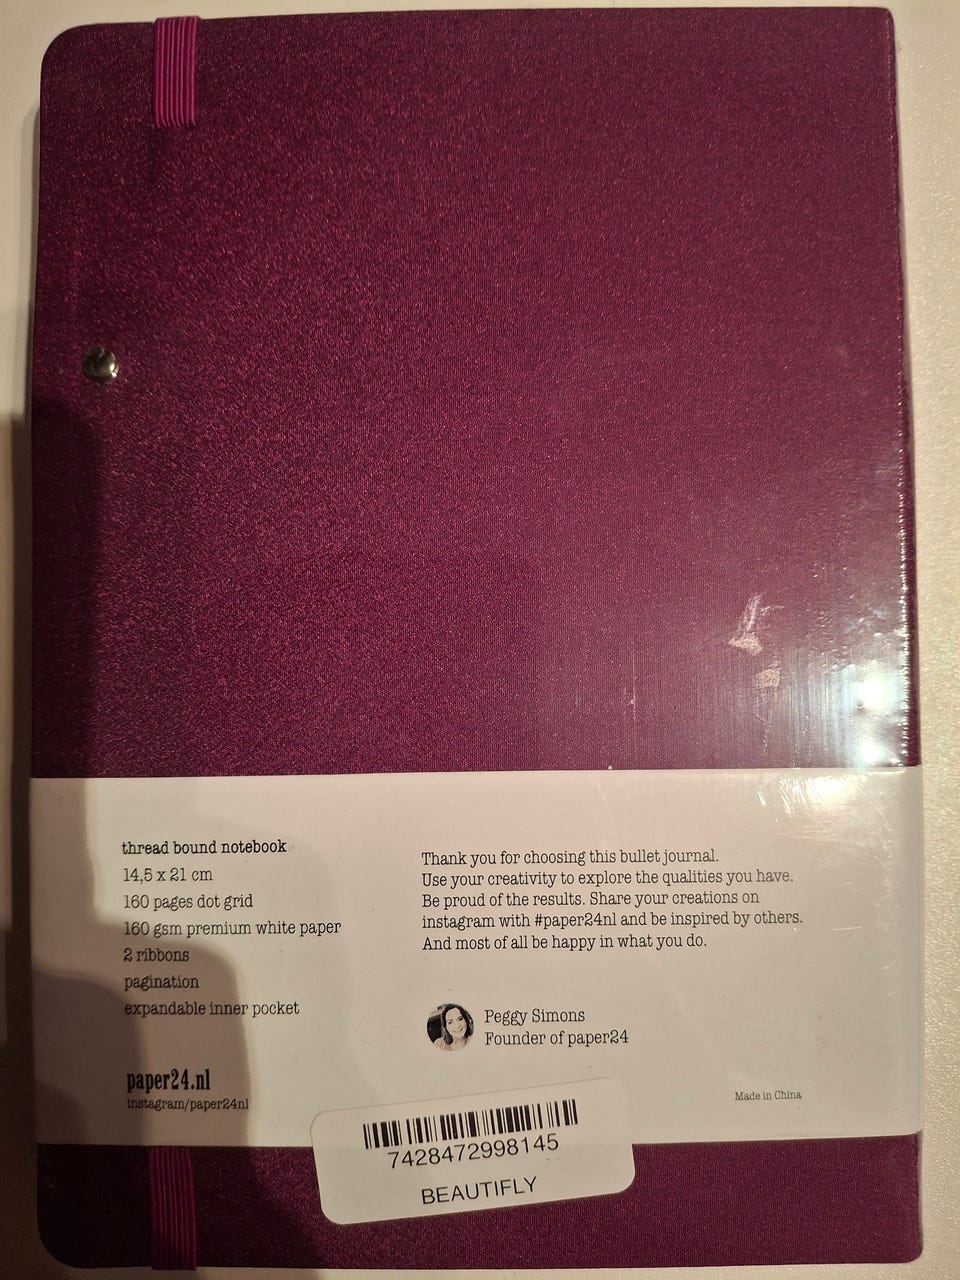 thread bound notebook
14,5 x 21 cm
160 pages dot grid
160 gsm premium white paper
2 ribbons
pagination
expandable inner pocket
paper24.nl
instagram/paper24nl
Thank you for choosing this bullet journal.
Use your creativity to explore the qualities you have.
Be proud of the results. Share your creations on
instagram with #paper24nl and be inspired by others.
And most of all be happy in what you do.
Peggy Simons
Founder of paper24
Made in China
7428472998145
BEAUTIFLY